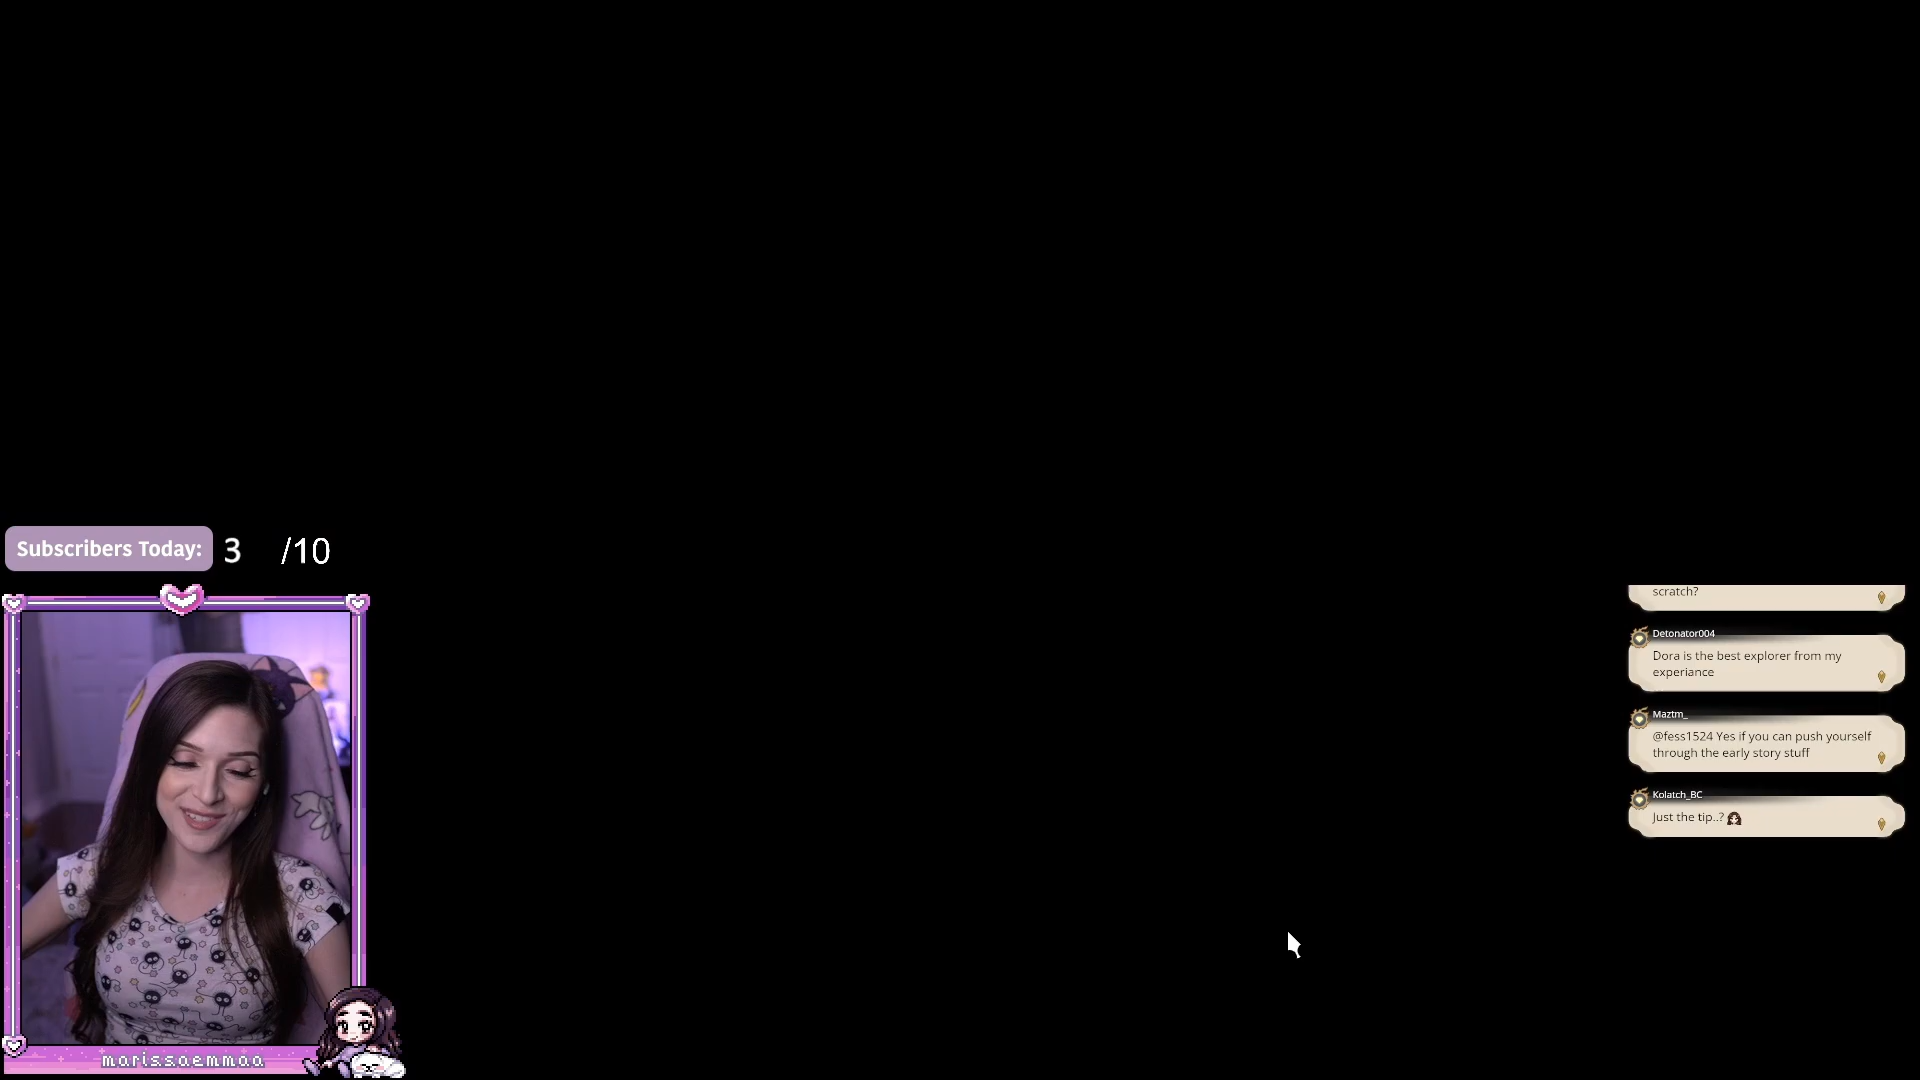 Subscribers Today: 3 /10
marissaemmaa
scratch?
Detonator004
Dora is the best explorer from my
experiance
Maztm_
@fess1524 Yes if you can push yourself
through the early story stuff
Kolatch_BC
Just the tip..?